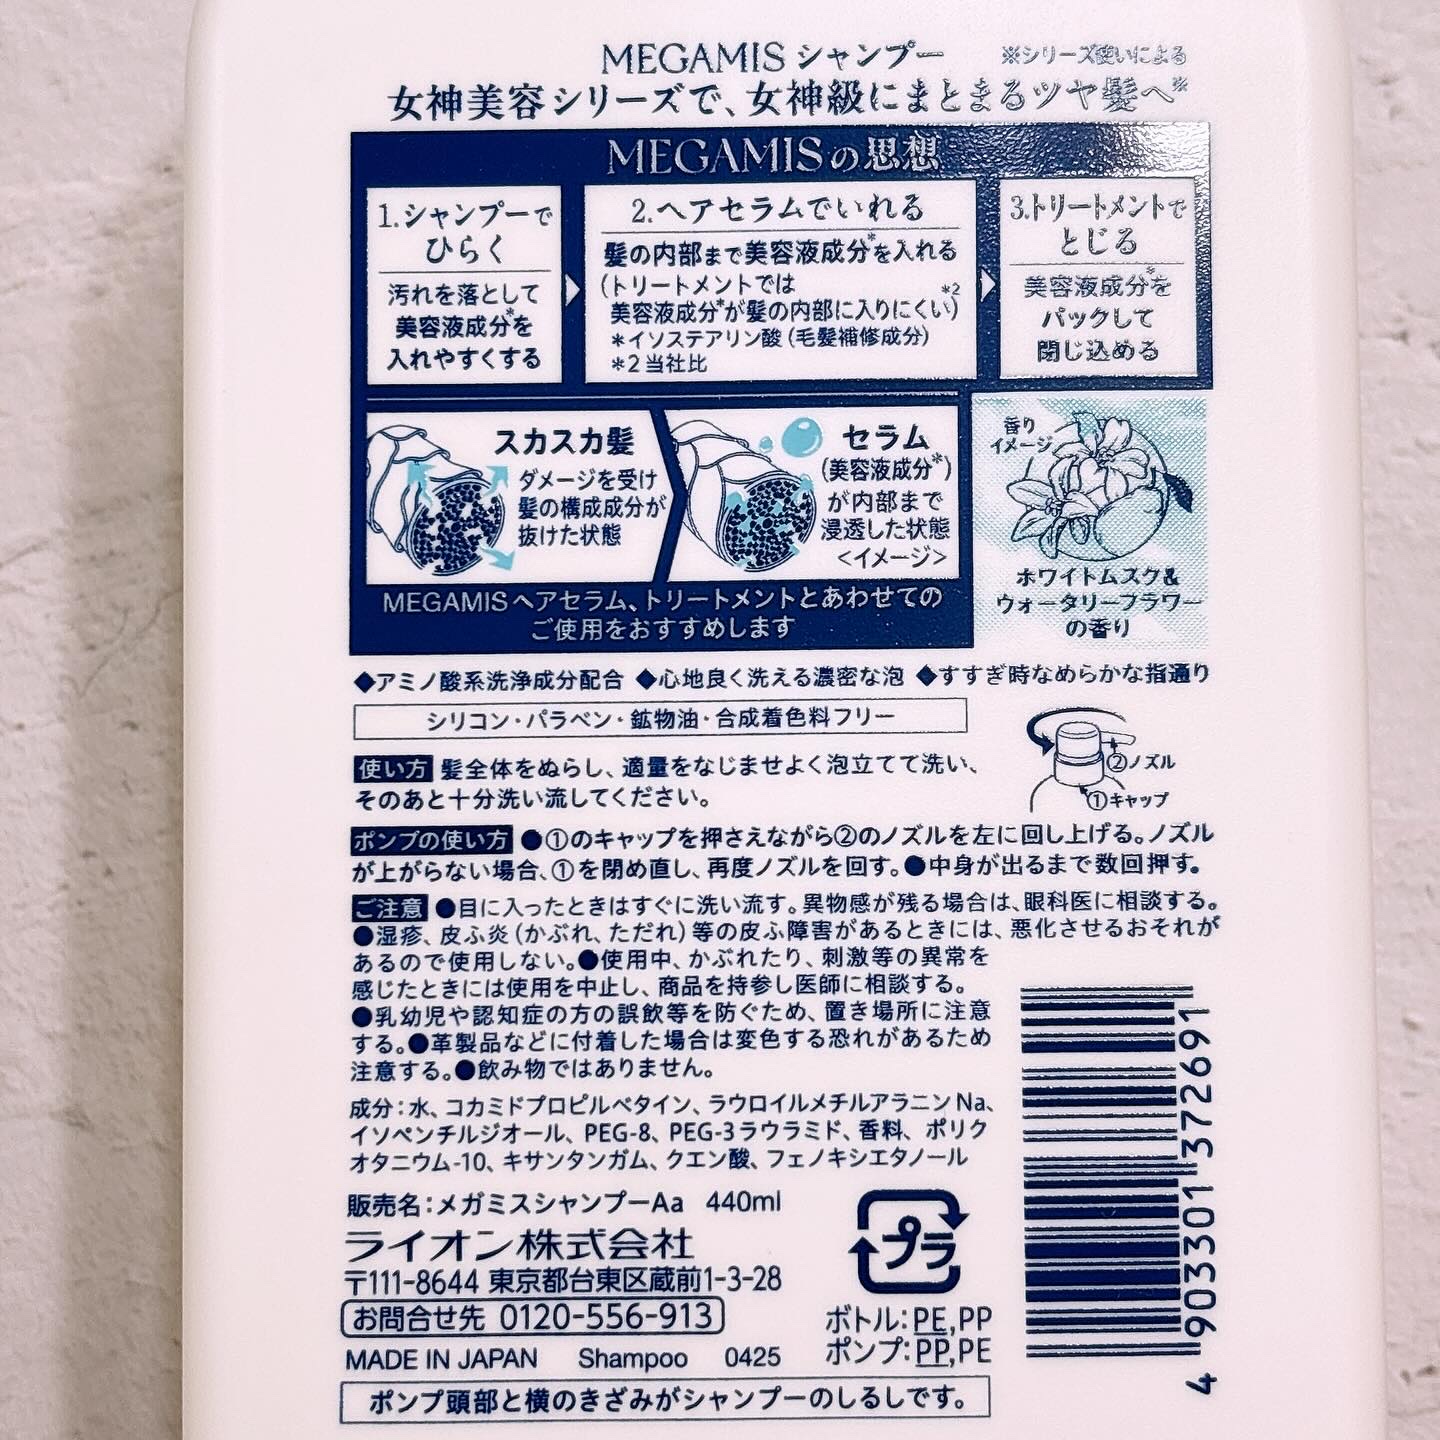 MEGAMIS シャンプー ※シリーズ使いによる
女神美容シリーズで、女神級にまとまるツヤ髪へ※
MEGAMISの思想
1.シャンプーで
ひらく
汚れを落として
美容液成分*を
入れやすくする
2.ヘアセラムでいれる
髪の内部まで美容液成分*を入れる
(トリートメントでは
美容液成分*が髪の内部に入りにくい)*2
*イソステアリン酸(毛髪補修成分)
*2 当社比
3.トリートメントで
とじる
美容液成分*を
パックして
閉じ込める
スカスカ髪
ダメージを受け
髪の構成成分が
抜けた状態
セラム
(美容液成分*)
が内部まで
浸透した状態
<イメージ>
香り
イメージ
ホワイトムスク&
ウォータリーフラワー
の香り
MEGAMISヘアセラム、トリートメントとあわせての
ご使用をおすすめします
◆アミノ酸系洗浄成分配合 ◆心地良く洗える濃密な泡 ◆すすぎ時なめらかな指通り
シリコン・パラベン・鉱物油・合成着色料フリー
②ノズル
①キャップ
使い方 髪全体をぬらし、適量をなじませよく泡立てて洗い、
そのあと十分洗い流してください。
ポンプの使い方 ●①のキャップを押さえながら②のノズルを左に回し上げる。ノズル
が上がらない場合、①を閉め直し、再度ノズルを回す。●中身が出るまで数回押す。
ご注意 ●目に入ったときはすぐに洗い流す。異物感が残る場合は、眼科医に相談する。
●湿疹、皮ふ炎(かぶれ、ただれ)等の皮ふ障害があるときには、悪化させるおそれが
あるので使用しない。●使用中、かぶれたり、刺激等の異常を
感じたときには使用を中止し、商品を持参し医師に相談する。
●乳幼児や認知症の方の誤飲等を防ぐため、置き場所に注意
する。●革製品などに付着した場合は変色する恐れがあるため
注意する。●飲み物ではありません。
成分:水、コカミドプロピルベタイン、ラウロイルメチルアラニンNa、
イソペンチルジオール、PEG-8、PEG-3ラウラミド、香料、ポリク
オタニウム-10、キサンタンガム、クエン酸、フェノキシエタノール
販売名:メガミスシャンプーAa 440ml
ライオン株式会社
〒111-8644 東京都台東区蔵前1-3-28
お問合せ先 0120-556-913
MADE IN JAPAN Shampoo 0425
プラ
ボトル:PE,PP
ポンプ:PP,PE
ポンプ頭部と横のきざみがシャンプーのしるしです。
4 903301 372691